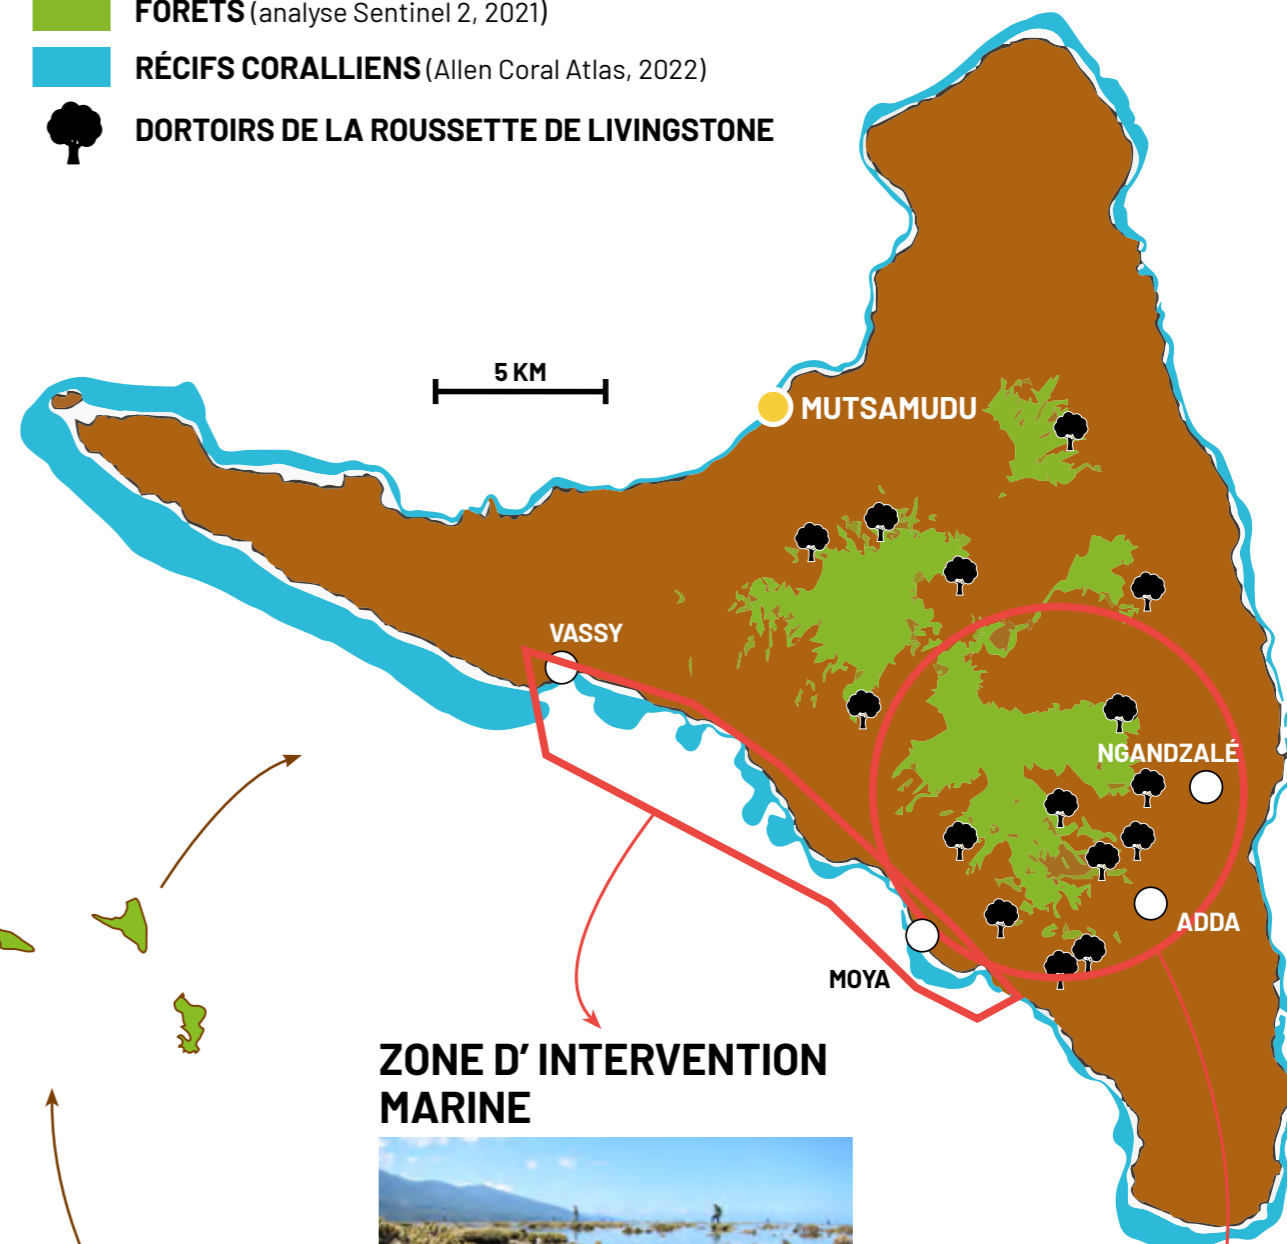 FORÊTS (analyse Sentinel 2, 2021)
RÉCIFS CORALLIENS (Allen Coral Atlas, 2022)
DORTOIRS DE LA ROUSSETTE DE LIVINGSTONE
5 KM
MUTSAMUDU
VASSY
NGANDZALÉ
ADDA
MOYA
ZONE D’ INTERVENTION
MARINE